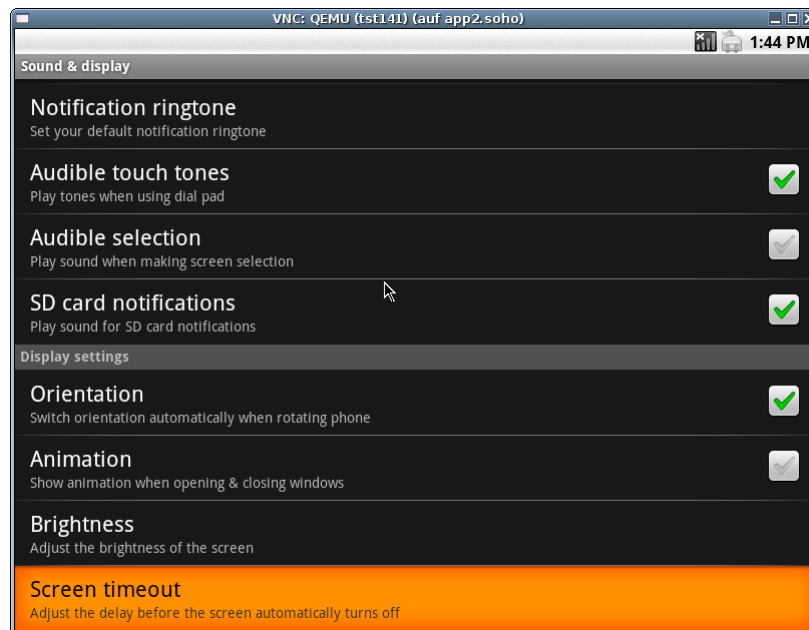 VNC: QEMU (tst141) (auf app2.soho)
1:44 PM
Sound & display
Notification ringtone
Set your default notification ringtone
Audible touch tones
Play tones when using dial pad
Audible selection
Play sound when making screen selection
SD card notifications
Play sound for SD card notifications
Display settings
Orientation
Switch orientation automatically when rotating phone
Animation
Show animation when opening & closing windows
Brightness
Adjust the brightness of the screen
Screen timeout
Adjust the delay before the screen automatically turns off